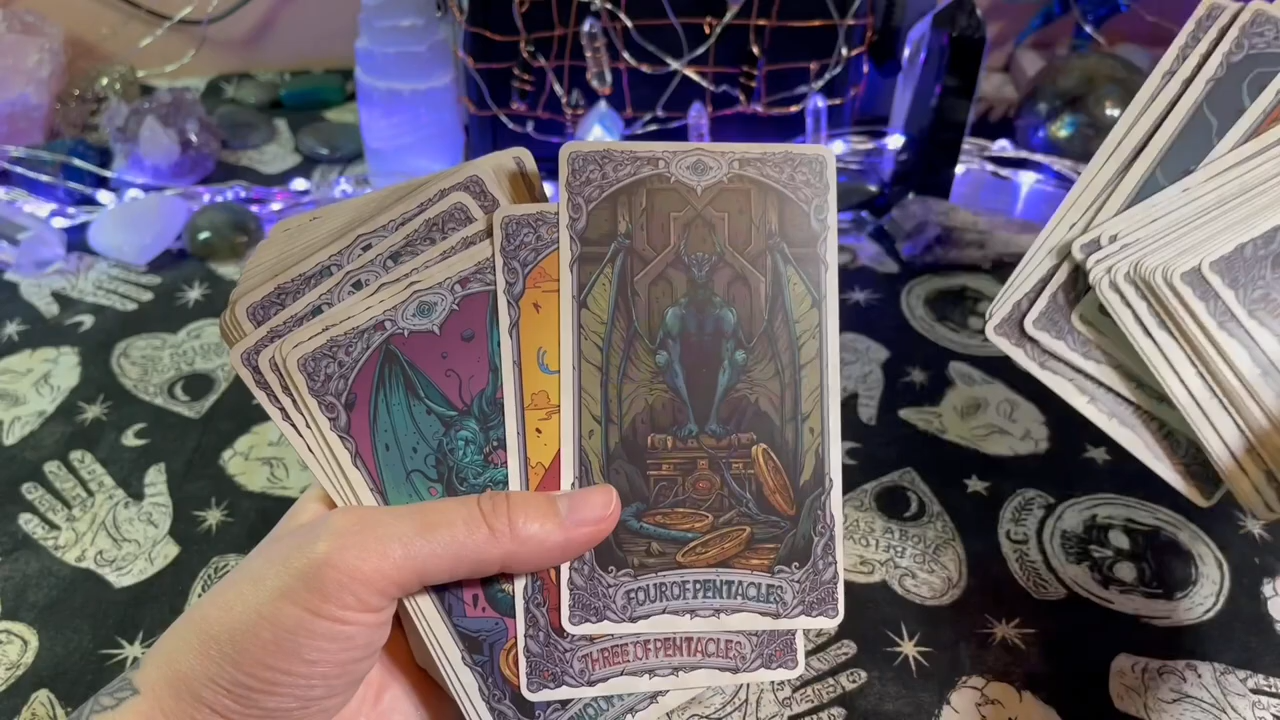 FOUR OF PENTACLES
THREE OF PENTACLES
AS ABOVE
SO BELOW